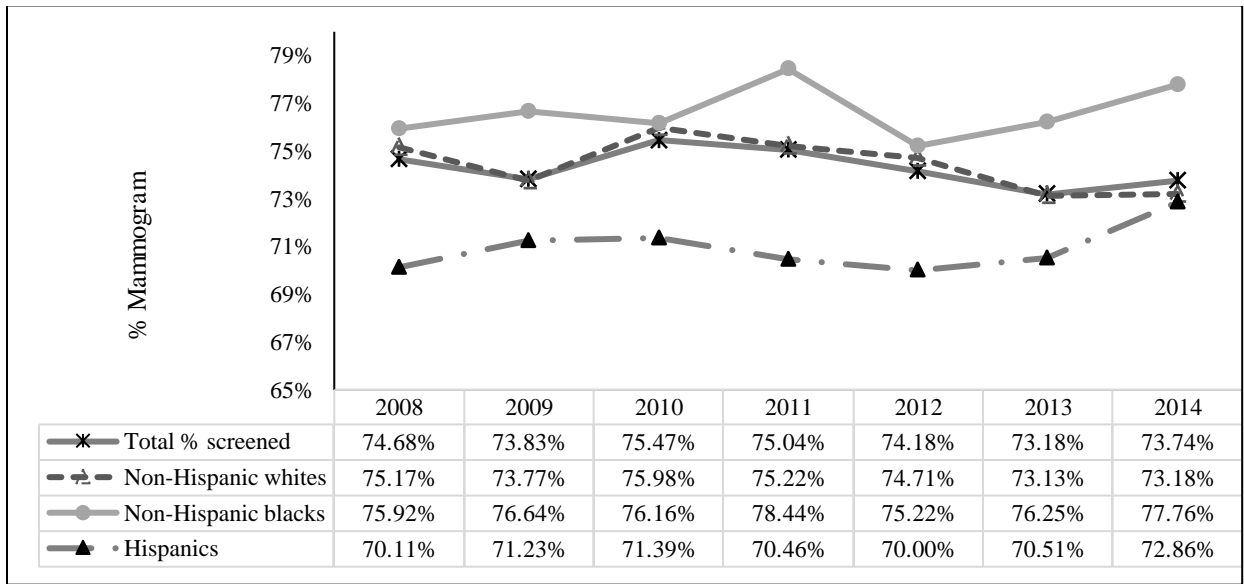 79%
77%
75%
73%
71%
69%
67%
65%
% Mammogram
2008 2009 2010 2011 2012 2013 2014
Total % screened 74.68% 73.83% 75.47% 75.04% 74.18% 73.18% 73.74%
Non-Hispanic whites 75.17% 73.77% 75.98% 75.22% 74.71% 73.13% 73.18%
Non-Hispanic blacks 75.92% 76.64% 76.16% 78.44% 75.22% 76.25% 77.76%
Hispanics 70.11% 71.23% 71.39% 70.46% 70.00% 70.51% 72.86%